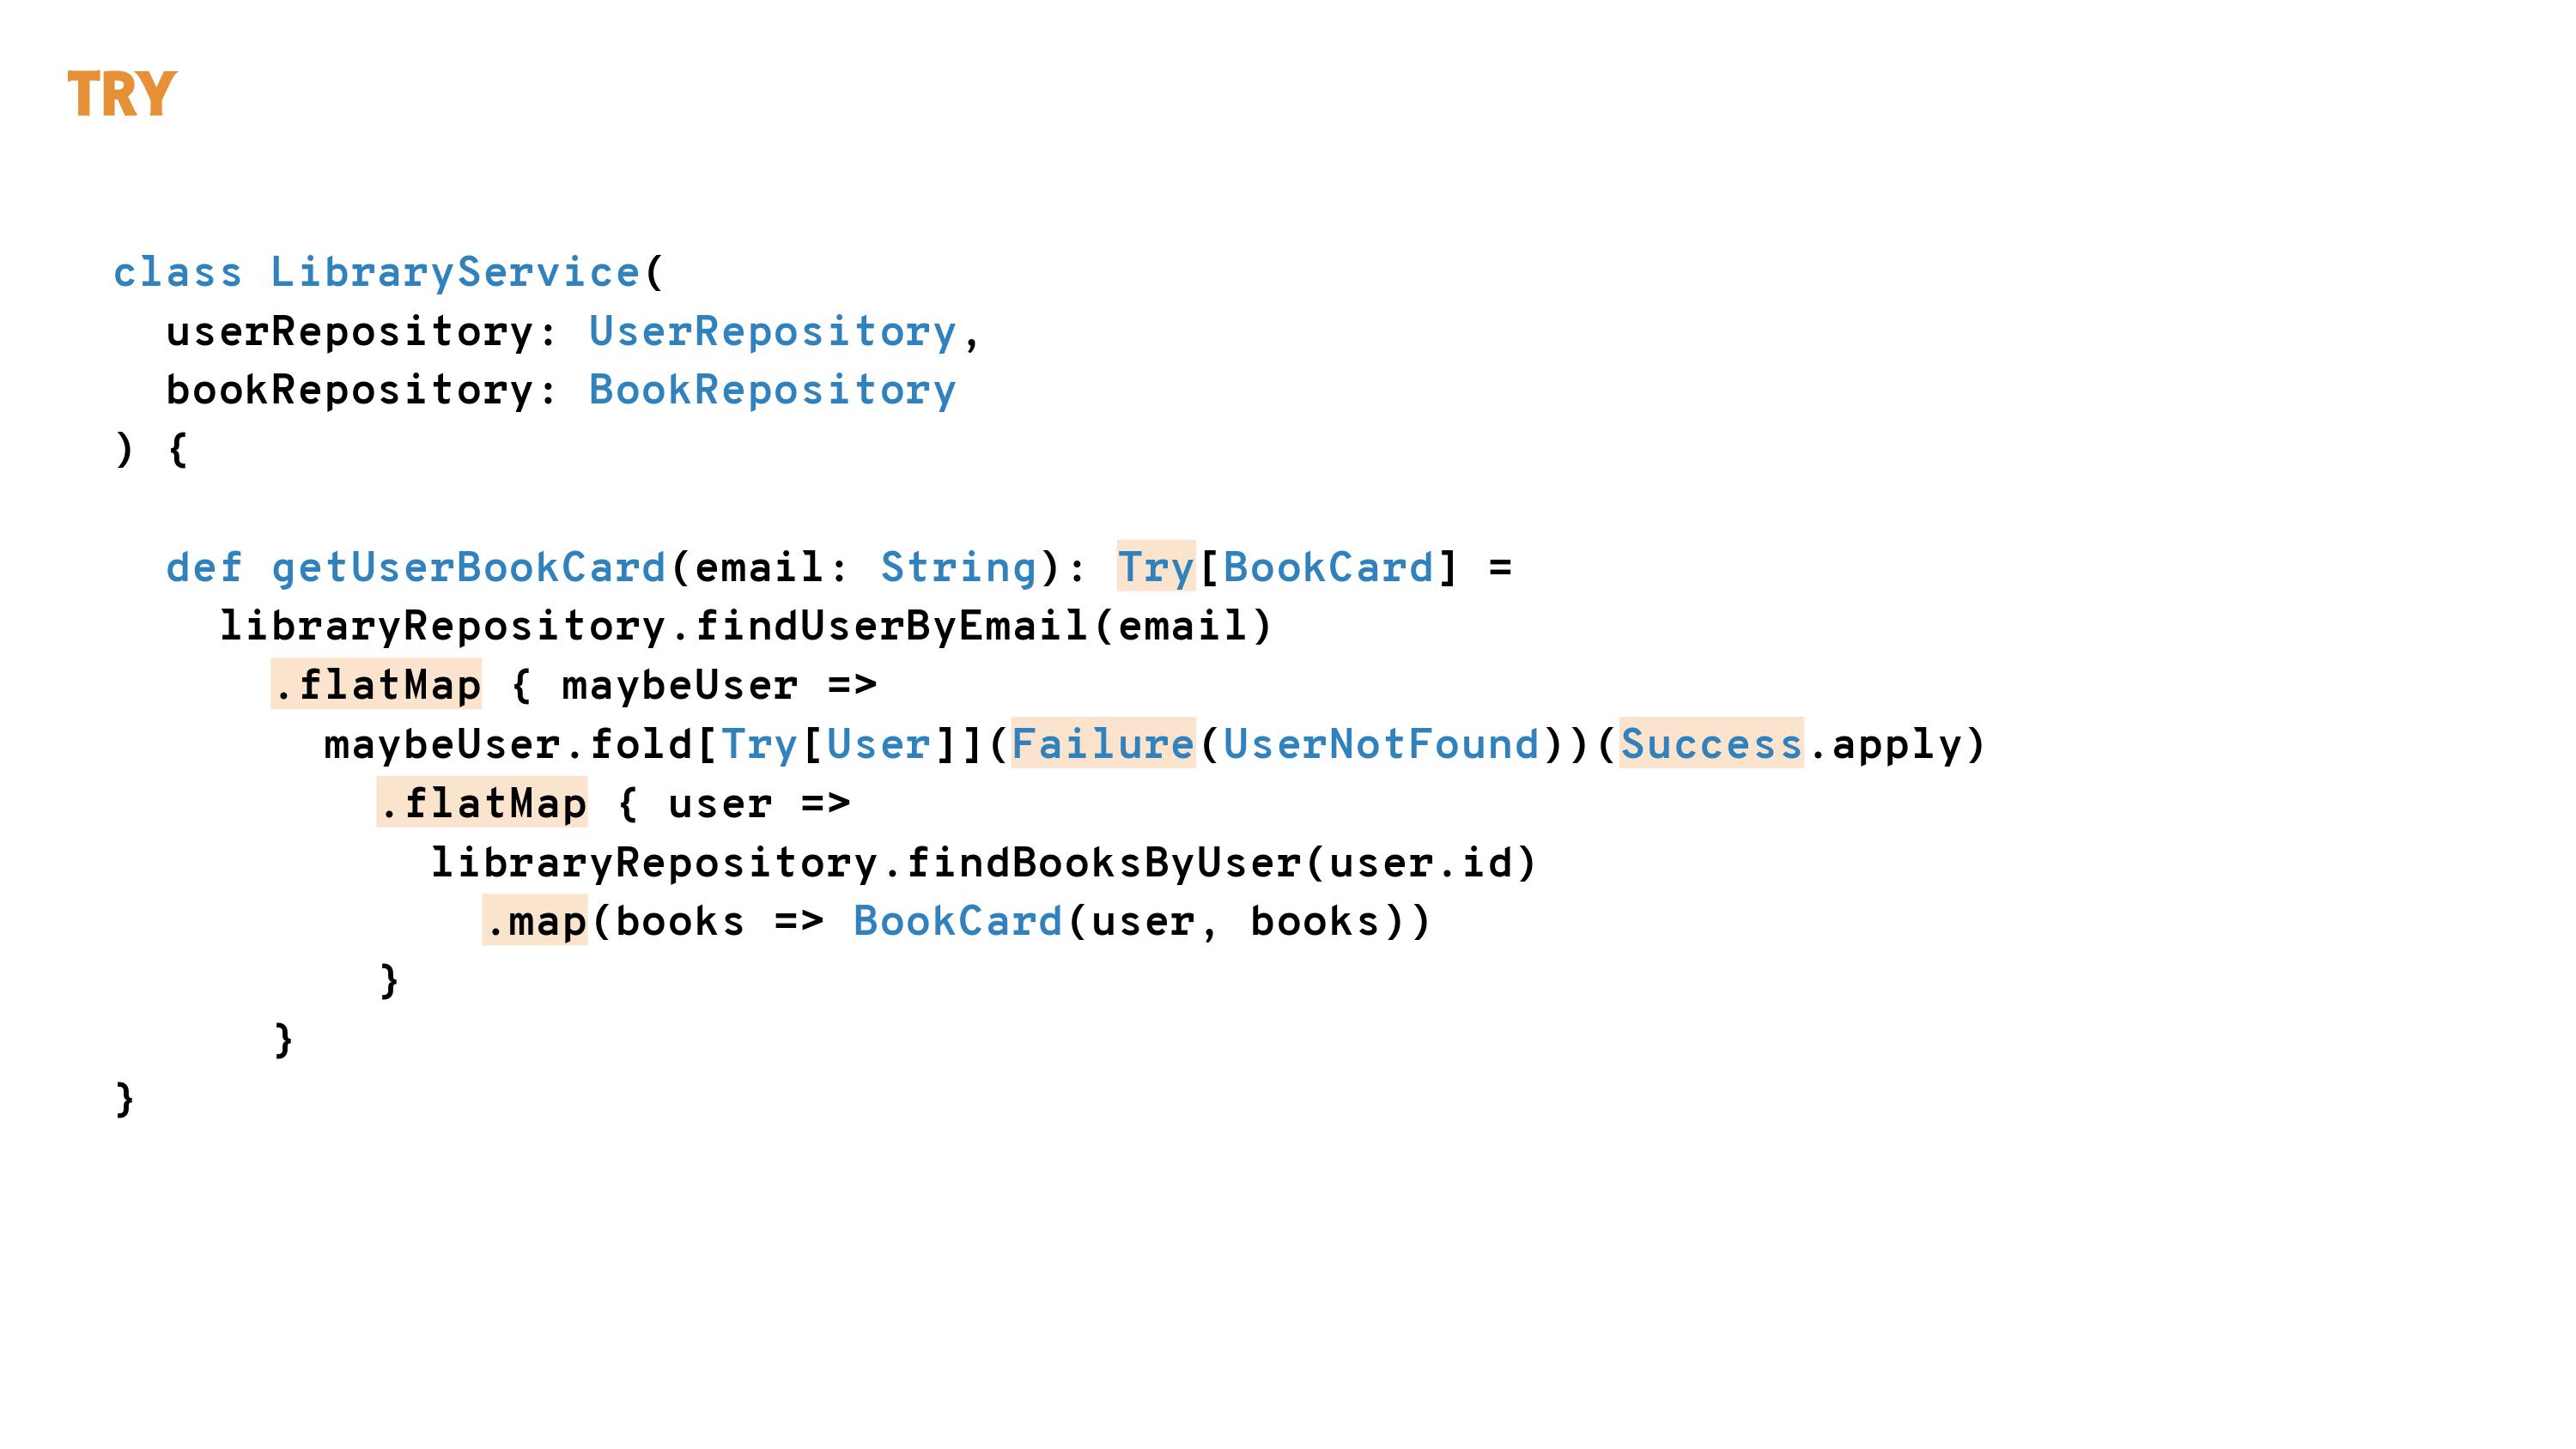 TRY
class LibraryService(
  userRepository: UserRepository,
  bookRepository: BookRepository
) {

  def getUserBookCard(email: String): Try[BookCard] =
    libraryRepository.findUserByEmail(email)
      .flatMap { maybeUser =>
        maybeUser.fold[Try[User]](Failure(UserNotFound))(Success.apply)
          .flatMap { user =>
            libraryRepository.findBooksByUser(user.id)
              .map(books => BookCard(user, books))
          }
      }
}